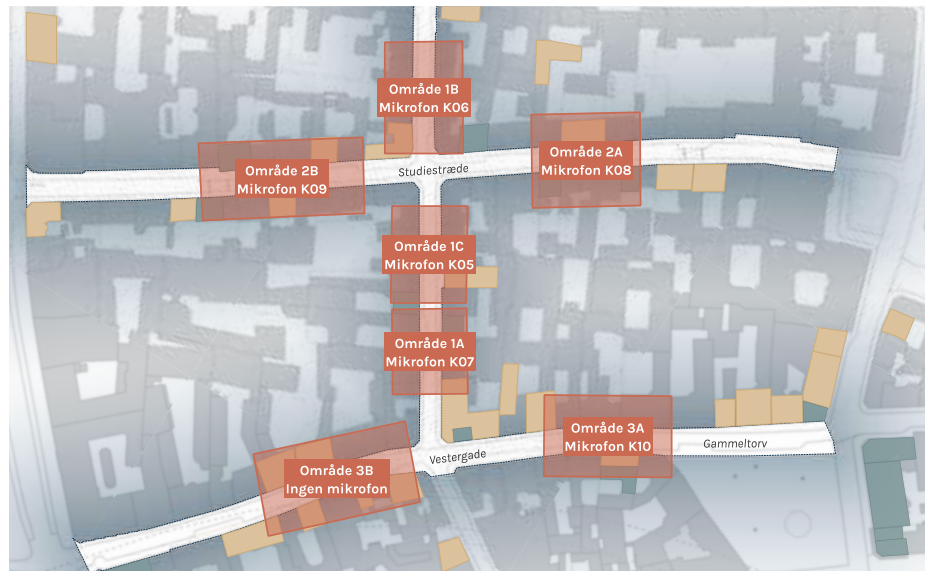 Område 1B
Mikrofon K06
Område 2A
Mikrofon K08
Studiestræde
Område 2B
Mikrofon K09
Område 1C
Mikrofon K05
Område 1A
Mikrofon K07
Område 3A
Mikrofon K10
Gammeltorv
Vestergade
Område 3B
Ingen mikrofon